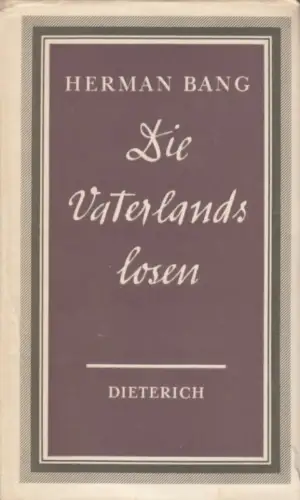 HERMAN BANG
Die
Vaterlands
losen
DIETERICH